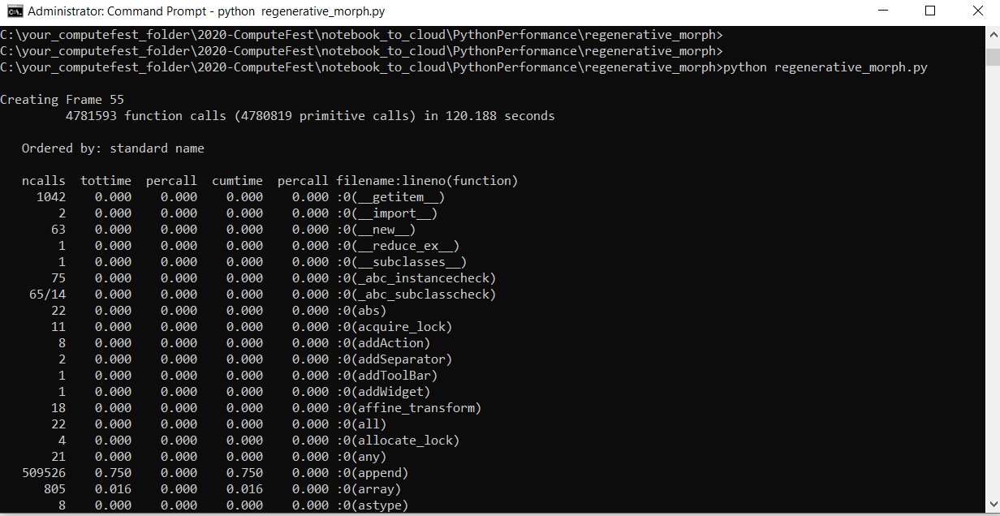 Administrator: Command Prompt - python  regenerative_morph.py
C:\your_computefest_folder\2020-ComputeFest\notebook_to_cloud\PythonPerformance\regenerative_morph>
C:\your_computefest_folder\2020-ComputeFest\notebook_to_cloud\PythonPerformance\regenerative_morph>
C:\your_computefest_folder\2020-ComputeFest\notebook_to_cloud\PythonPerformance\regenerative_morph>python regenerative_morph.py
Creating Frame 55
         4781593 function calls (4780819 primitive calls) in 120.188 seconds
   Ordered by: standard name
   ncalls  tottime  percall  cumtime  percall filename:lineno(function)
     1042    0.000    0.000    0.000    0.000 :0(__getitem__)
        2    0.000    0.000    0.000    0.000 :0(__import__)
       63    0.000    0.000    0.000    0.000 :0(__new__)
        1    0.000    0.000    0.000    0.000 :0(__reduce_ex__)
        1    0.000    0.000    0.000    0.000 :0(__subclasses__)
       75    0.000    0.000    0.000    0.000 :0(_abc_instancecheck)
    65/14    0.000    0.000    0.000    0.000 :0(_abc_subclasscheck)
       22    0.000    0.000    0.000    0.000 :0(abs)
       11    0.000    0.000    0.000    0.000 :0(acquire_lock)
        8    0.000    0.000    0.000    0.000 :0(addAction)
        2    0.000    0.000    0.000    0.000 :0(addSeparator)
        1    0.000    0.000    0.000    0.000 :0(addToolBar)
        1    0.000    0.000    0.000    0.000 :0(addWidget)
       18    0.000    0.000    0.000    0.000 :0(affine_transform)
       22    0.000    0.000    0.000    0.000 :0(all)
        4    0.000    0.000    0.000    0.000 :0(allocate_lock)
       21    0.000    0.000    0.000    0.000 :0(any)
   509526    0.750    0.000    0.750    0.000 :0(append)
      805    0.016    0.000    0.016    0.000 :0(array)
        8    0.000    0.000    0.000    0.000 :0(astype)